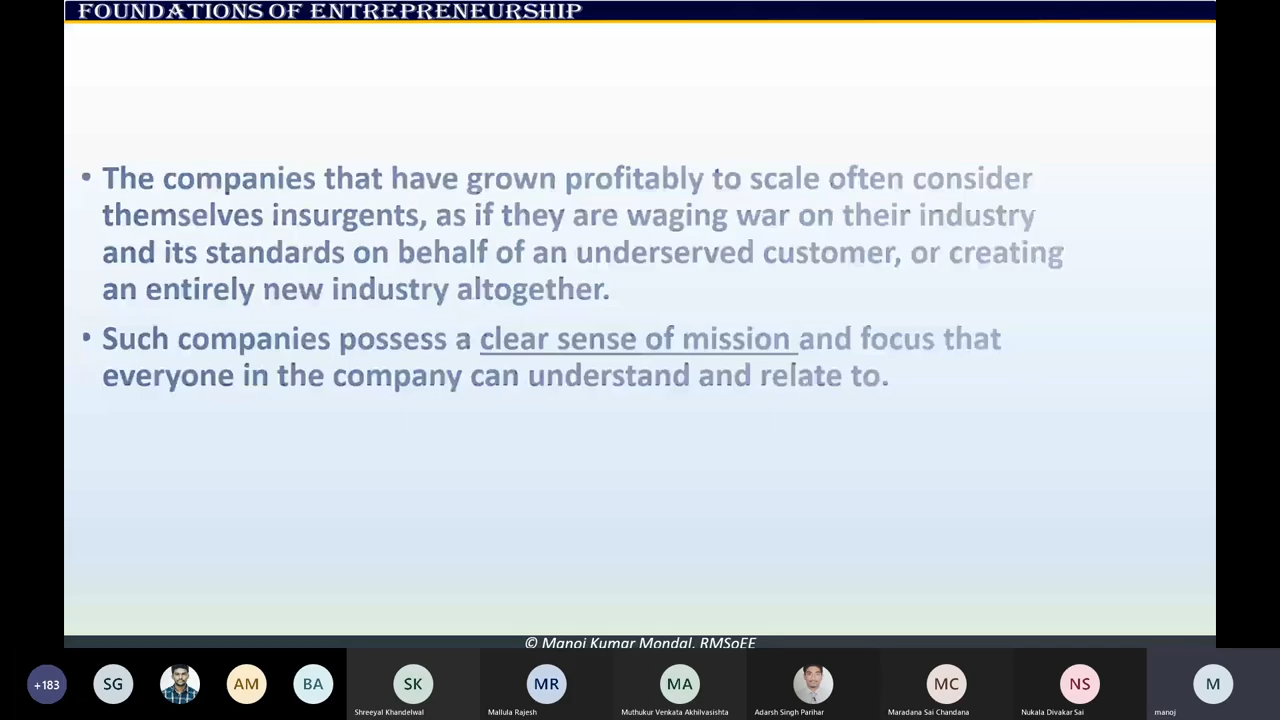 FOUNDATIONS OF ENTREPRENEURSHIP
• The companies that have grown profitably to scale often consider
themselves insurgents, as if they are waging war on their industry
and its standards on behalf of an underserved customer, or creating
an entirely new industry altogether.
• Such companies possess a clear sense of mission and focus that
everyone in the company can understand and relate to.
© Manoj Kumar Mondal, RMSoEE
+183 SG AM BA SK MR MA MC NS M
Shreeyal Khandelwal Mallula Rajesh Muthukur Venkata Akhilvasishta Adarsh Singh Parihar Maradana Sai Chandana Nukala Divakar Sai manoj